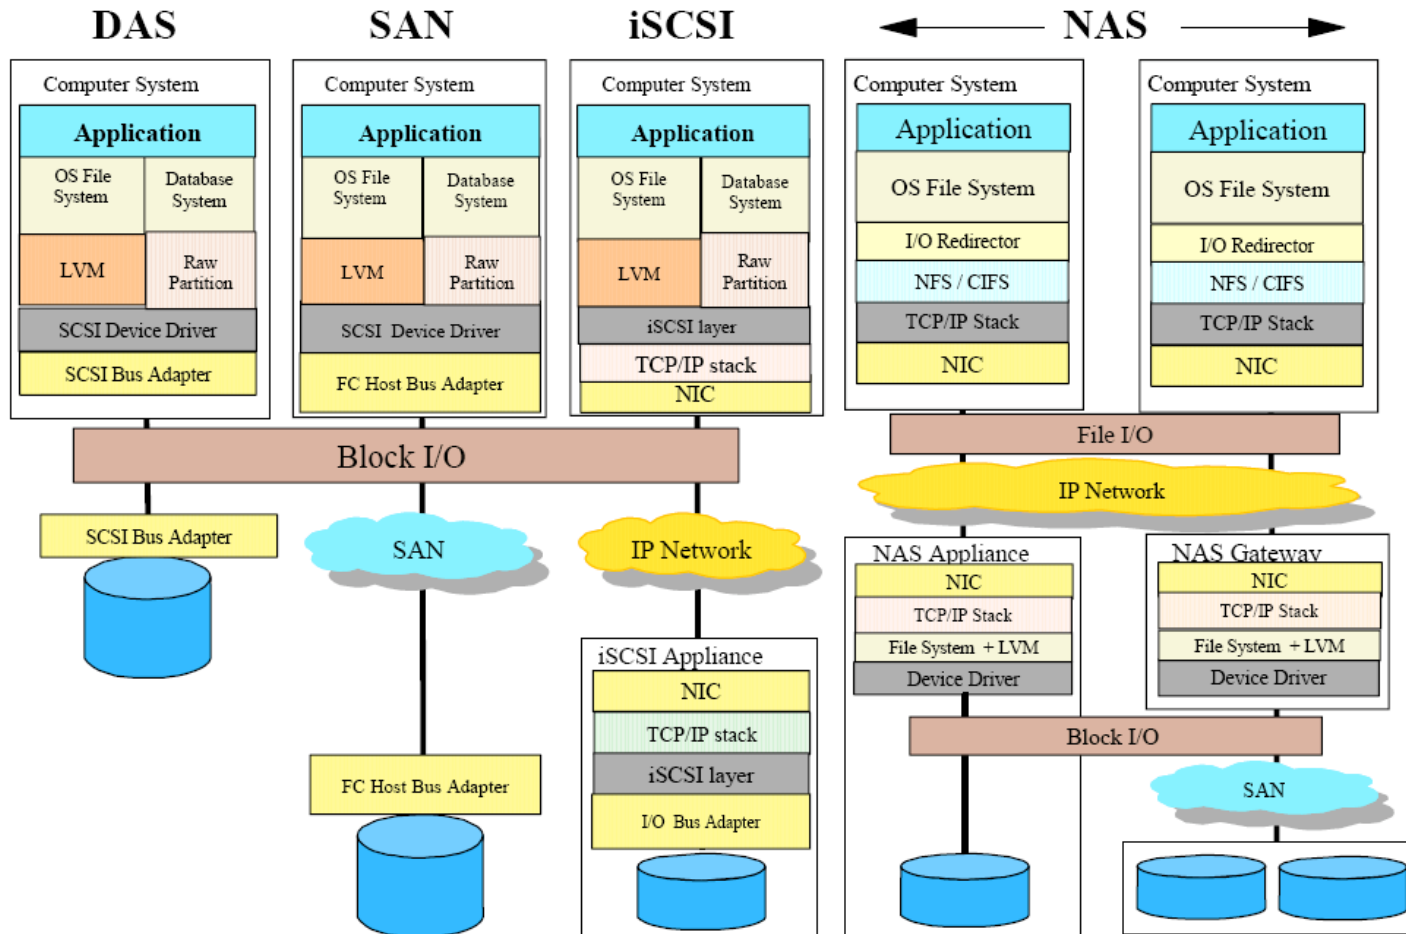 DAS
SAN
iSCSI
NAS
Computer System
Application
OS File
System
Database
System
LVM
Raw
Partition
SCSI Device Driver
SCSI Bus Adapter
Computer System
Application
OS File
System
Database
System
LVM
Raw
Partition
SCSI Device Driver
FC Host Bus Adapter
Computer System
Application
OS File
System
Database
System
LVM
Raw
Partition
iSCSI layer
TCP/IP stack
NIC
Computer System
Application
OS File System
I/O Redirector
NFS / CIFS
TCP/IP Stack
NIC
Computer System
Application
OS File System
I/O Redirector
NFS / CIFS
TCP/IP Stack
NIC
Block I/O
File I/O
SCSI Bus Adapter
SAN
IP Network
IP Network
FC Host Bus Adapter
iSCSI Appliance
NIC
TCP/IP stack
iSCSI layer
I/O Bus Adapter
NAS Appliance
NIC
TCP/IP Stack
File System + LVM
Device Driver
NAS Gateway
NIC
TCP/IP Stack
File System + LVM
Device Driver
Block I/O
SAN